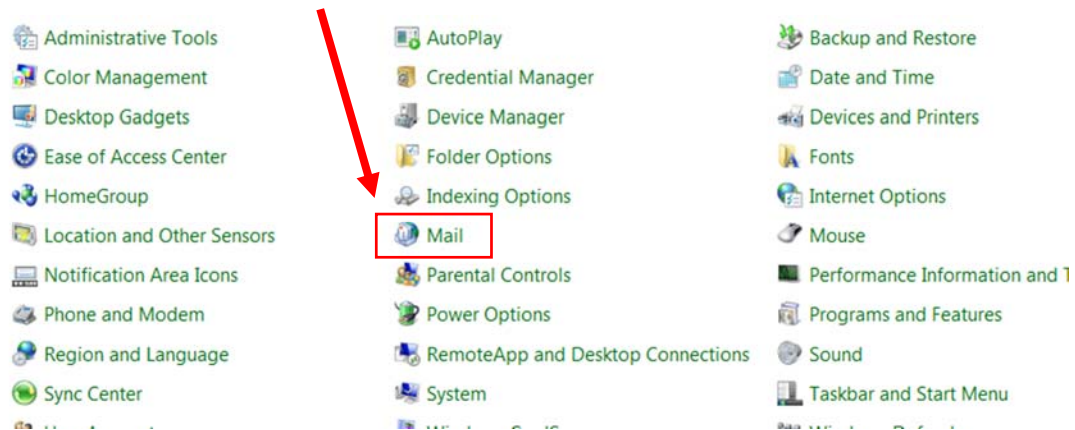 Administrative Tools
AutoPlay
Backup and Restore
Color Management
Credential Manager
Date and Time
Desktop Gadgets
Device Manager
Devices and Printers
Ease of Access Center
Folder Options
Fonts
HomeGroup
Indexing Options
Internet Options
Location and Other Sensors
Mail
Mouse
Notification Area Icons
Parental Controls
Performance Information and T
Phone and Modem
Power Options
Programs and Features
Region and Language
RemoteApp and Desktop Connections
Sound
Sync Center
System
Taskbar and Start Menu